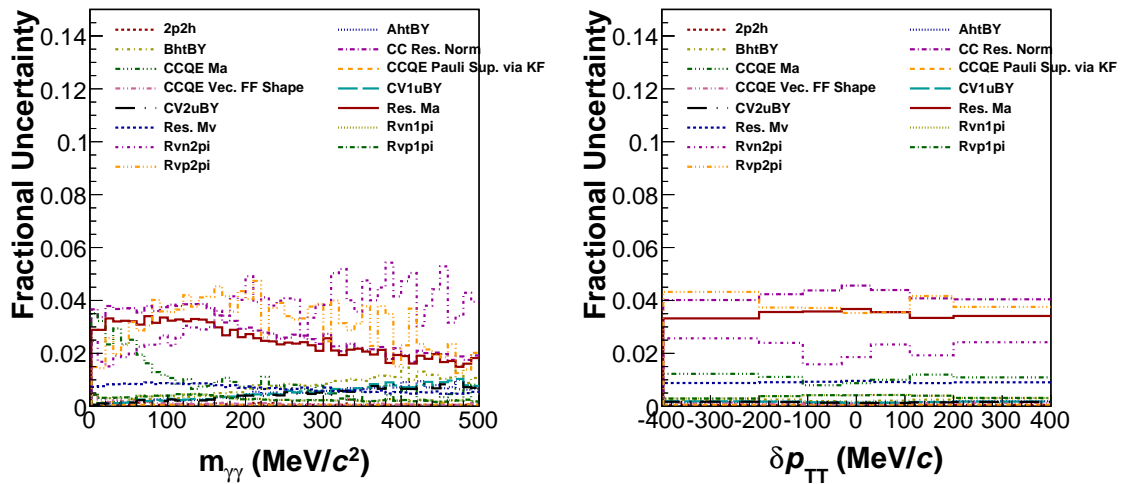 Fractional Uncertainty
0.14
0.12
0.1
0.08
0.06
0.04
0.02
0
2p2h
BhtBY
CCQE Ma
CCQE Vec. FF Shape
CV2uBY
Res. Mv
Rvn2pi
Rvp2pi
AhtBY
CC Res. Norm
CCQE Pauli Sup. via KF
CV1uBY
Res. Ma
Rvn1pi
Rvp1pi
0 100 200 300 400 500
mγγ (MeV/c²)
Fractional Uncertainty
0.14
0.12
0.1
0.08
0.06
0.04
0.02
0
2p2h
BhtBY
CCQE Ma
CCQE Vec. FF Shape
CV2uBY
Res. Mv
Rvn2pi
Rvp2pi
AhtBY
CC Res. Norm
CCQE Pauli Sup. via KF
CV1uBY
Res. Ma
Rvn1pi
Rvp1pi
-400 -300 -200 -100 0 100 200 300 400
δpTT (MeV/c)